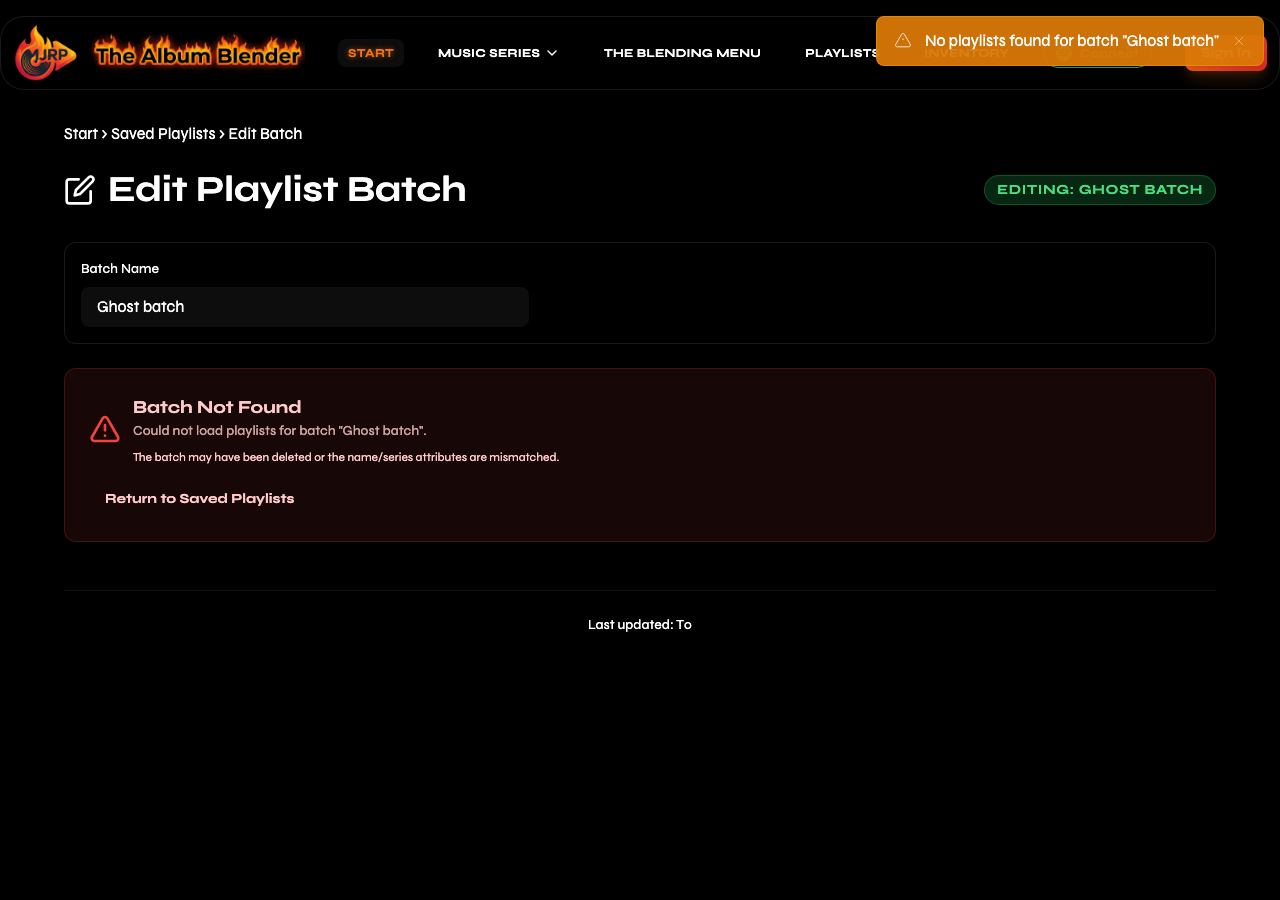 JRP
The Album Blender
START
MUSIC SERIES
THE BLENDING MENU
PLAYLISTS
INVENTORY
No playlists found for batch "Ghost batch"
Start › Saved Playlists › Edit Batch
Edit Playlist Batch
EDITING: GHOST BATCH
Batch Name
Ghost batch
Batch Not Found
Could not load playlists for batch "Ghost batch".
The batch may have been deleted or the name/series attributes are mismatched.
Return to Saved Playlists
Last updated: To